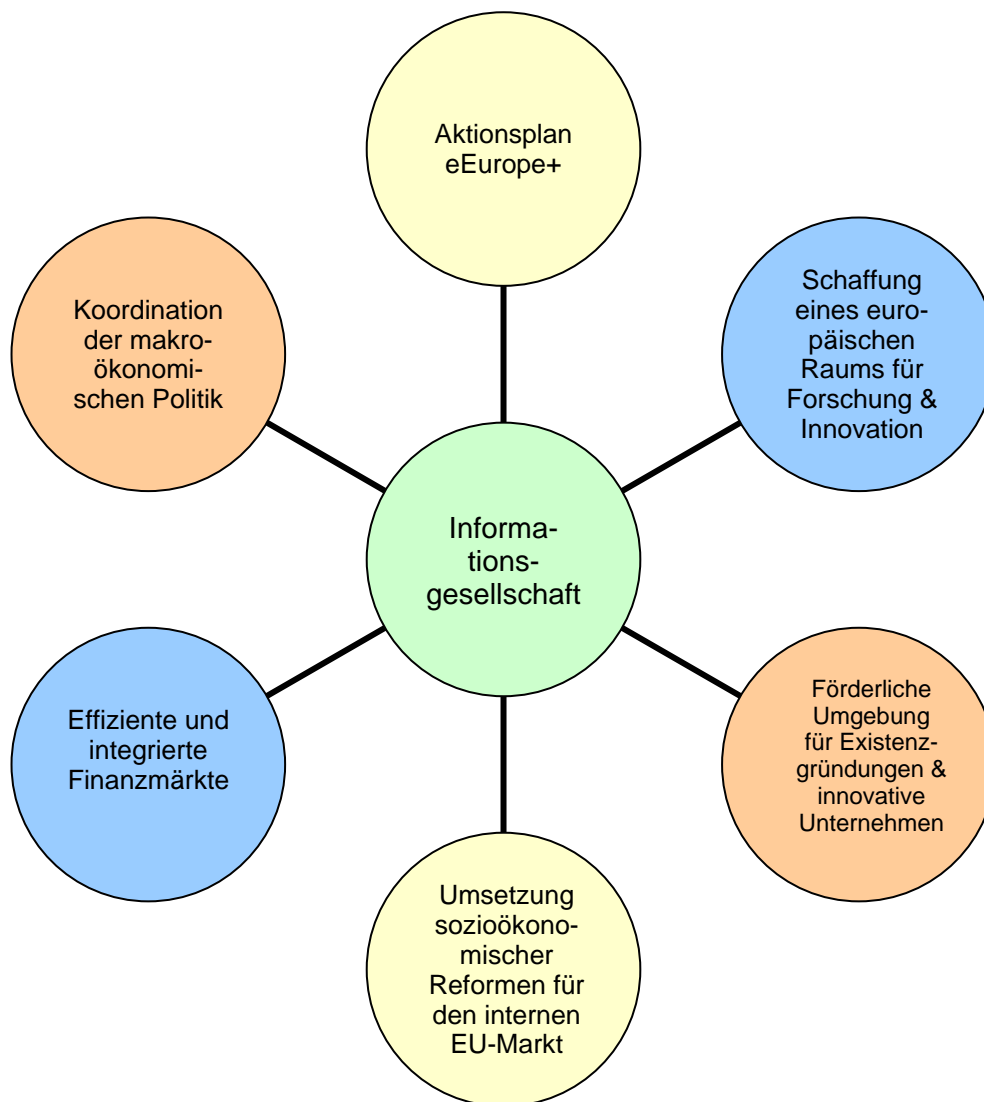 Aktionsplan
eEurope+
Koordination
der makro-
ökonomi-
schen Politik
Schaffung
eines euro-
päischen
Raums für
Forschung &
Innovation
Informa-
tions-
gesellschaft
Effiziente und
integrierte
Finanzmärkte
Förderliche
Umgebung
für Existenz-
gründungen &
innovative
Unternehmen
Umsetzung
sozioökono-
mischer
Reformen für
den internen
EU-Markt